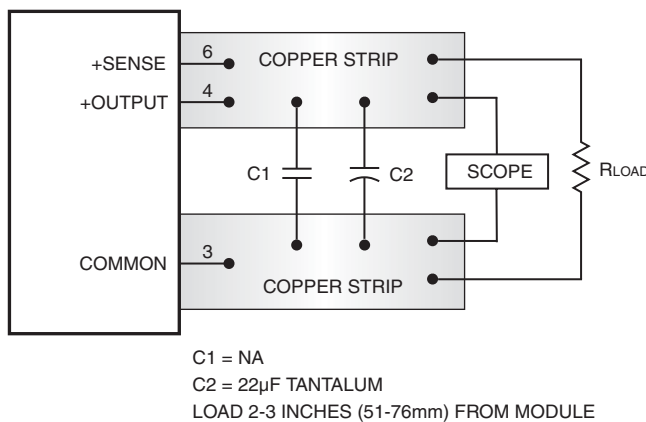 +SENSE
6
COPPER STRIP
+OUTPUT
4
C1
C2
SCOPE
RLOAD
COMMON
3
COPPER STRIP
C1 = NA
C2 = 22µF TANTALUM
LOAD 2-3 INCHES (51-76mm) FROM MODULE